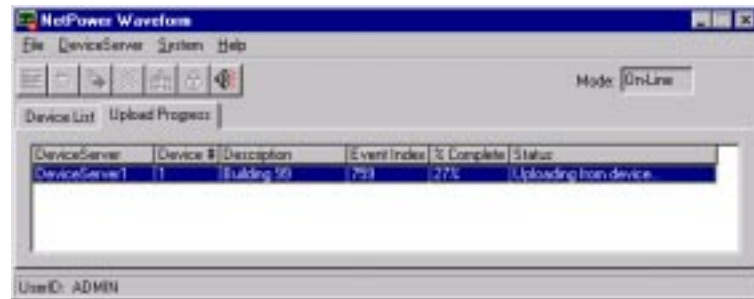 NetPower Waveform
File DeviceServer System Help
Mode: On-Line
Device List Upload Progress
DeviceServer Device # Description Event Index % Complete Status
DeviceServer1 1 Building 99 759 27% Uploading from device...
UserID: ADMIN